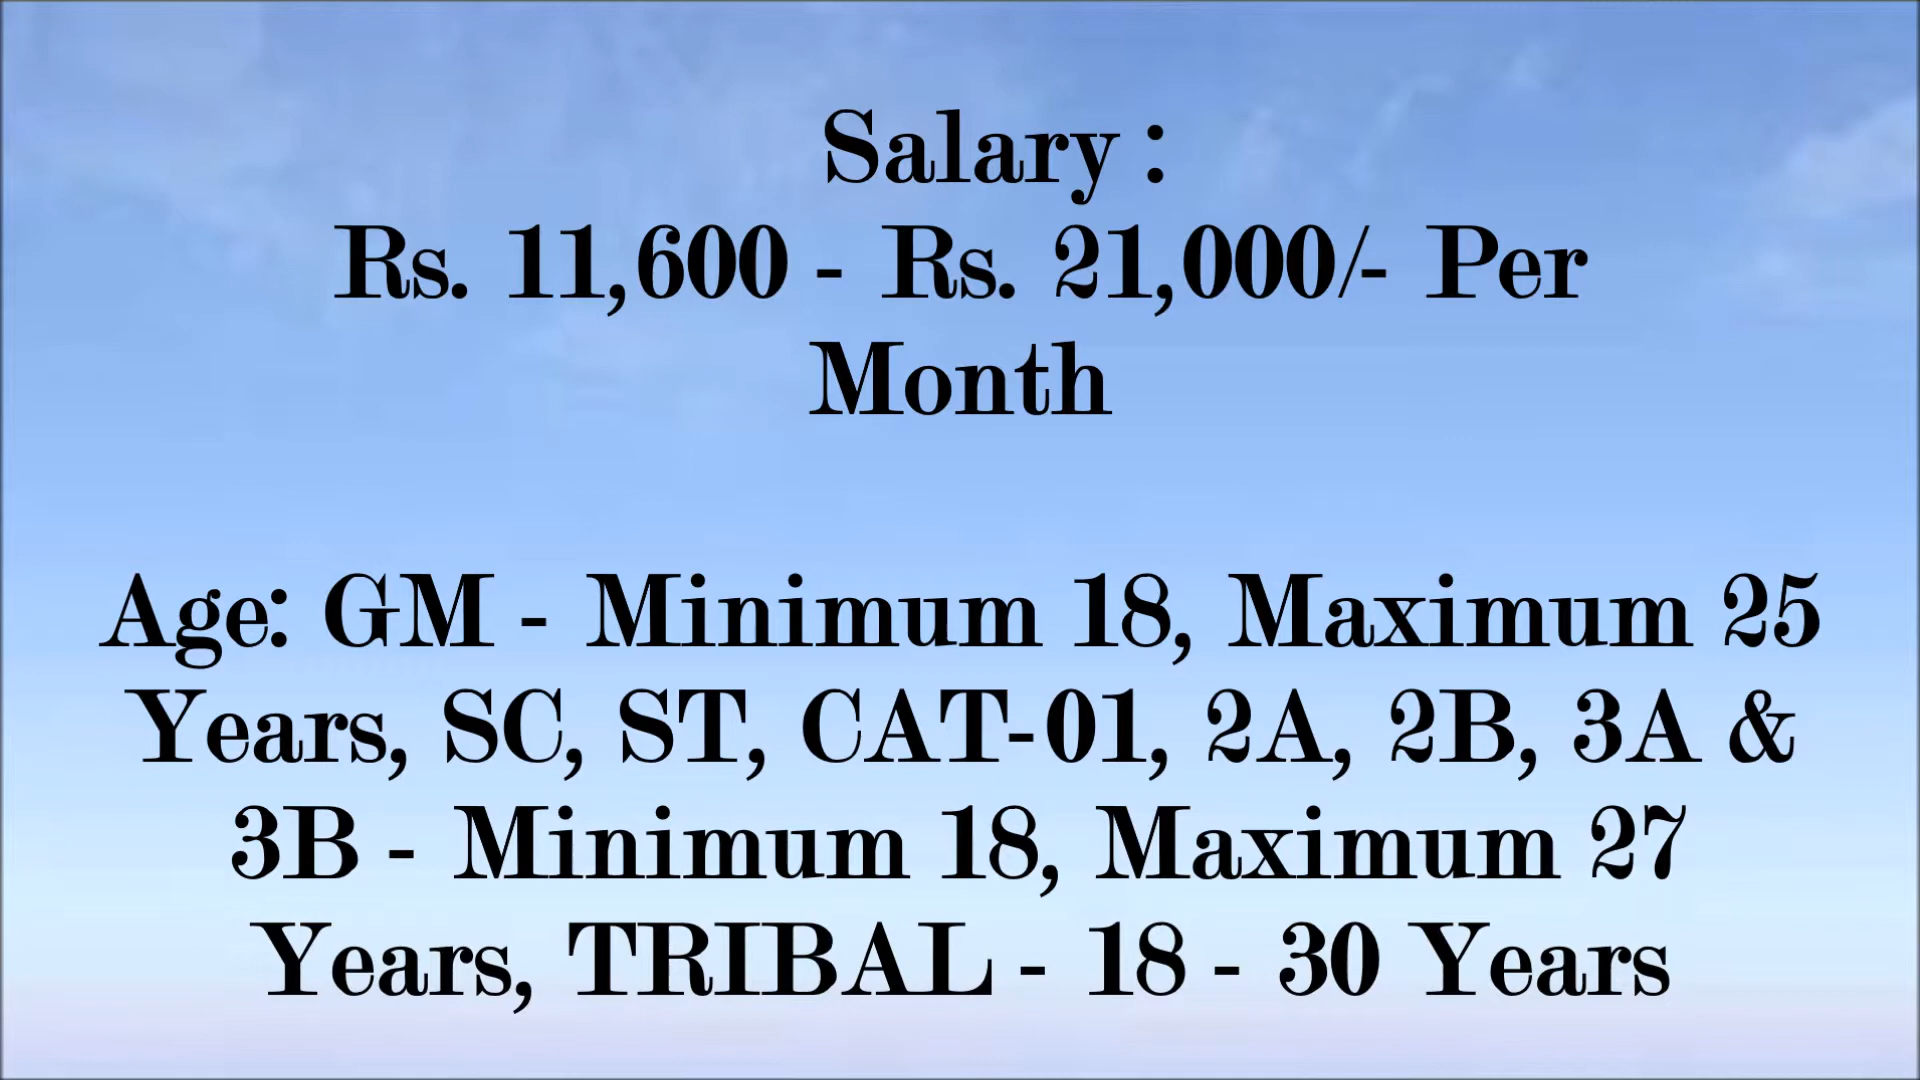 Salary :
Rs. 11,600 - Rs. 21,000/- Per
Month
Age: GM - Minimum 18, Maximum 25
Years, SC, ST, CAT-01, 2A, 2B, 3A &
3B - Minimum 18, Maximum 27
Years, TRIBAL - 18 - 30 Years